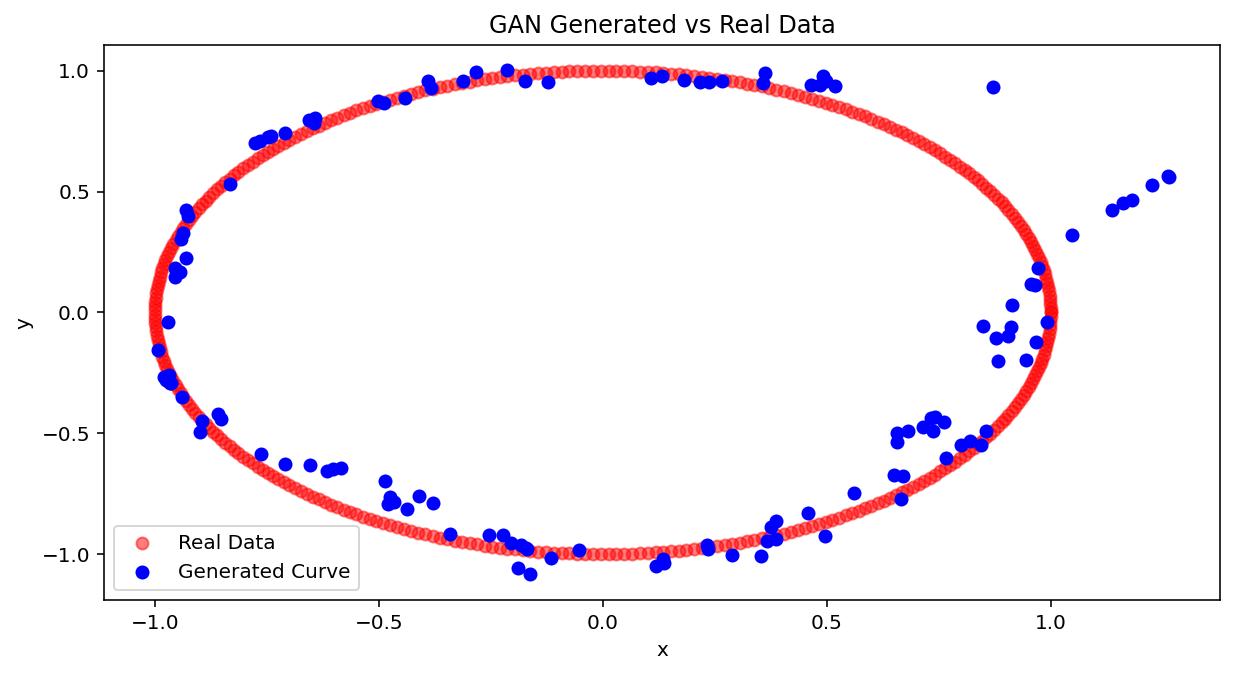 GAN Generated vs Real Data
1.0
0.5
0.0
−0.5
−1.0
y
Real Data
Generated Curve
−1.0 −0.5 0.0 0.5 1.0
x